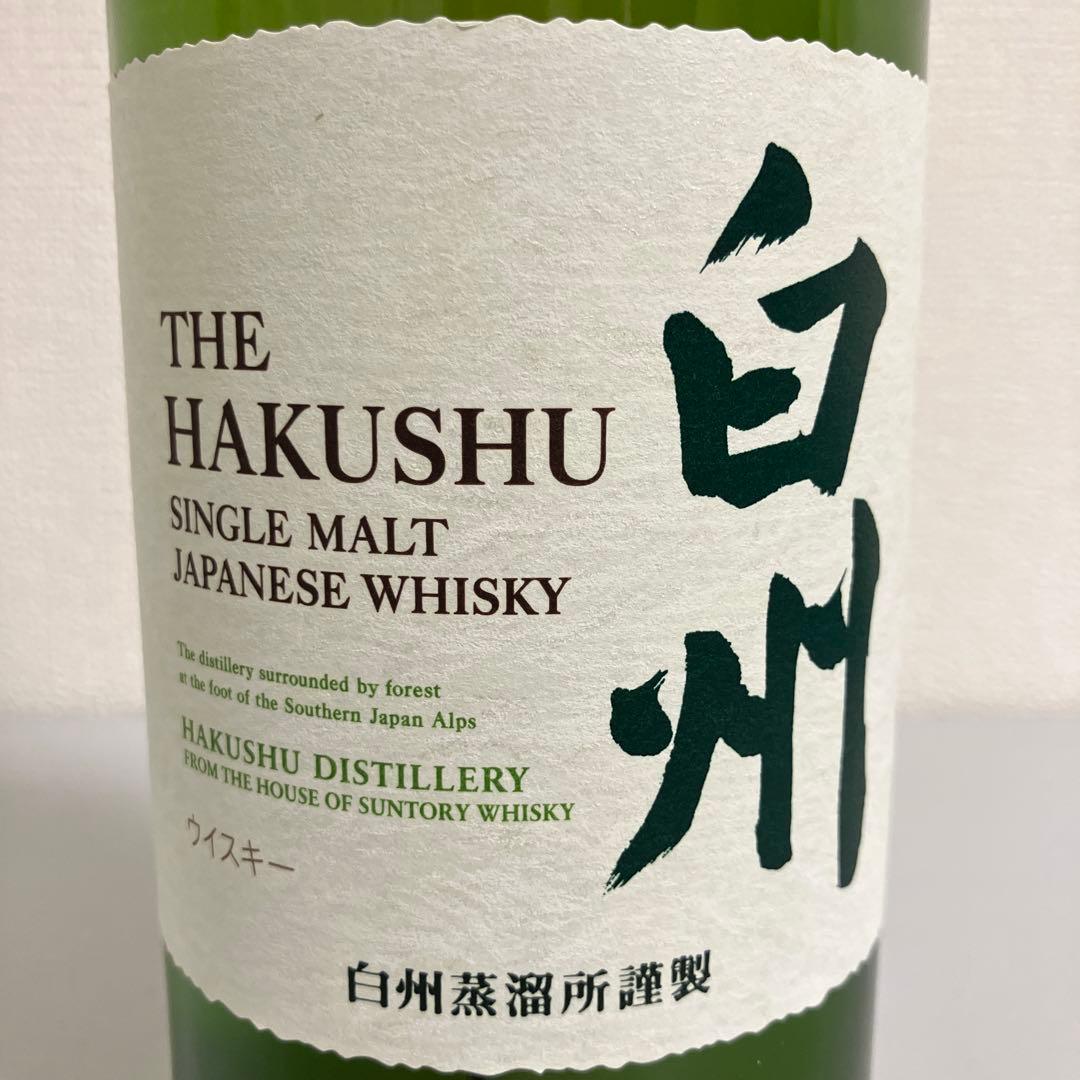 THE
HAKUSHU
SINGLE MALT
JAPANESE WHISKY
The distillery surrounded by forest
at the foot of the Southern Japan Alps
HAKUSHU DISTILLERY
FROM THE HOUSE OF SUNTORY WHISKY
ウイスキー
白州
白州蒸溜所謹製